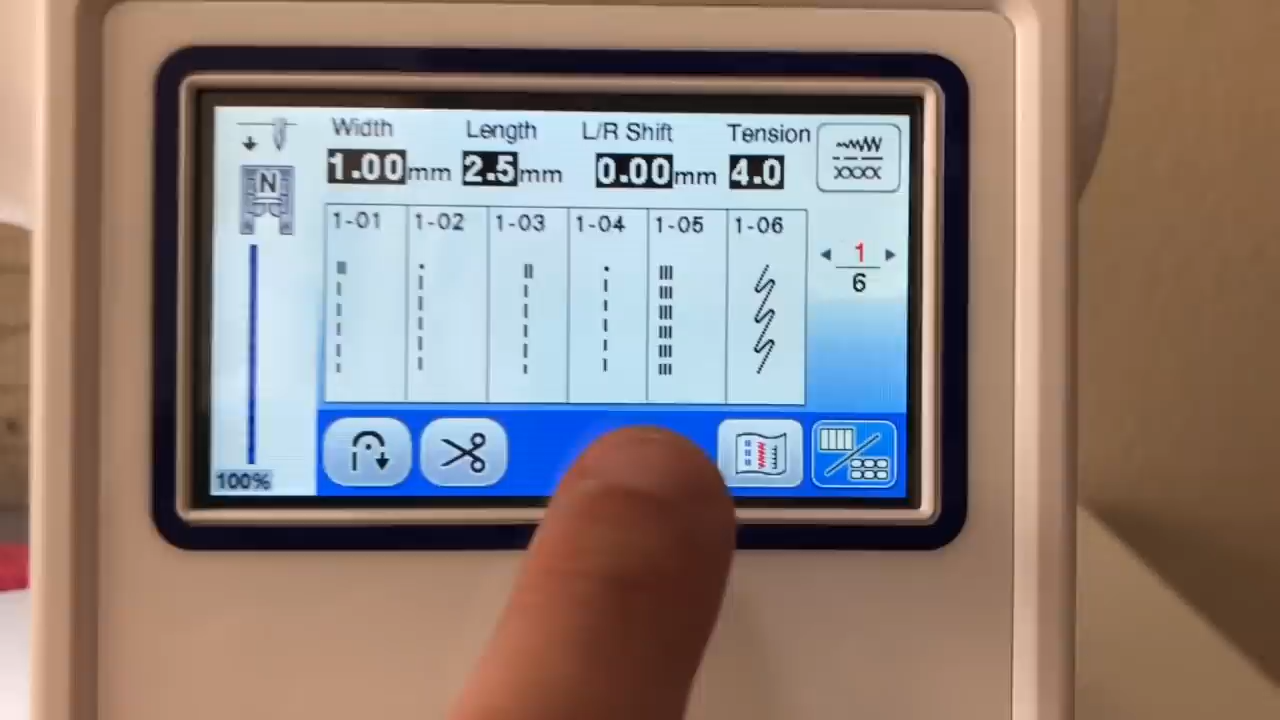 Width Length L/R Shift Tension
1.00mm 2.5mm 0.00mm 4.0
N
1-01 1-02 1-03 1-04 1-05 1-06
1
6
100%